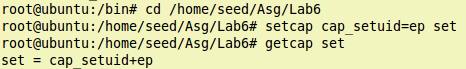 root@ubuntu:/bin# cd /home/seed/Asg/Lab6
root@ubuntu:/home/seed/Asg/Lab6# setcap cap_setuid=ep set
root@ubuntu:/home/seed/Asg/Lab6# getcap set
set = cap_setuid+ep